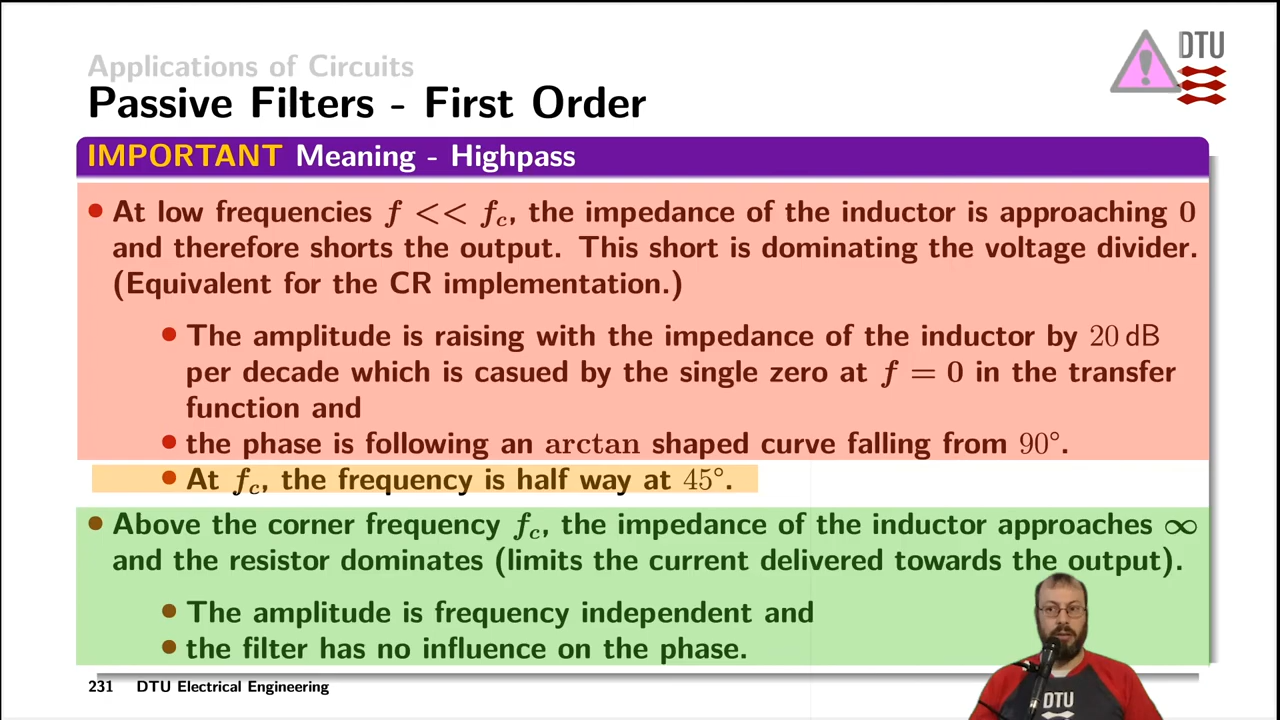 Applications of Circuits
Passive Filters - First Order
DTU
IMPORTANT Meaning - Highpass
• At low frequencies f << f_c, the impedance of the inductor is approaching 0
and therefore shorts the output. This short is dominating the voltage divider.
(Equivalent for the CR implementation.)
• The amplitude is raising with the impedance of the inductor by 20 dB
per decade which is casued by the single zero at f = 0 in the transfer
function and
• the phase is following an arctan shaped curve falling from 90°.
• At f_c, the frequency is half way at 45°.
• Above the corner frequency f_c, the impedance of the inductor approaches ∞
and the resistor dominates (limits the current delivered towards the output).
• The amplitude is frequency independent and
• the filter has no influence on the phase.
231 DTU Electrical Engineering
DTU